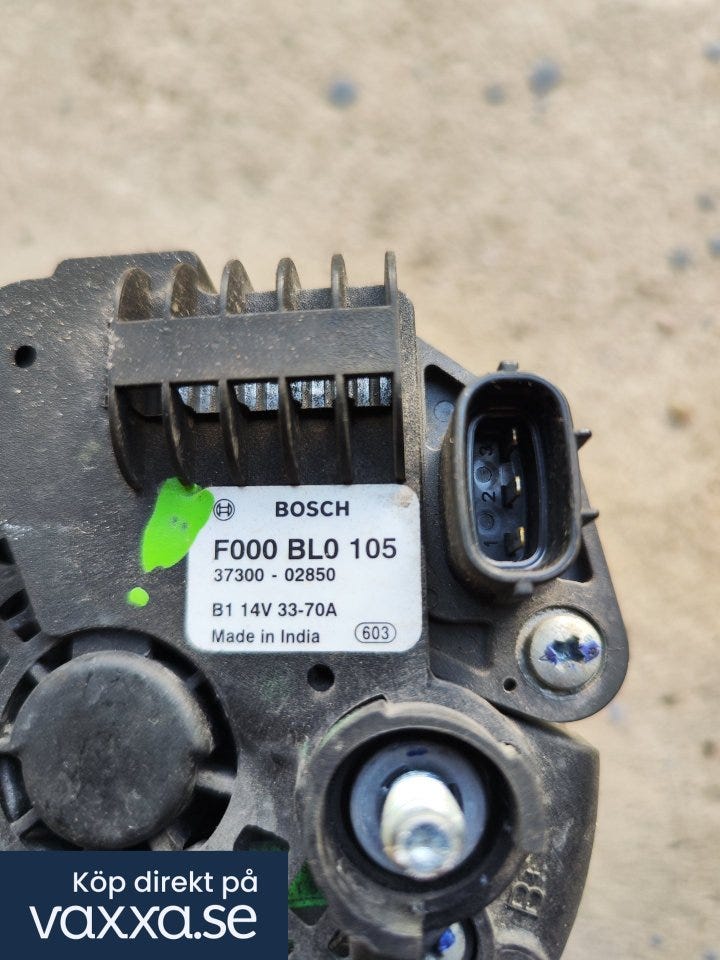 BOSCH
F000 BL0 105
37300 - 02850
B1 14V 33-70A
Made in India 603
1 2 3
B+
Köp direkt på
vaxxa.se